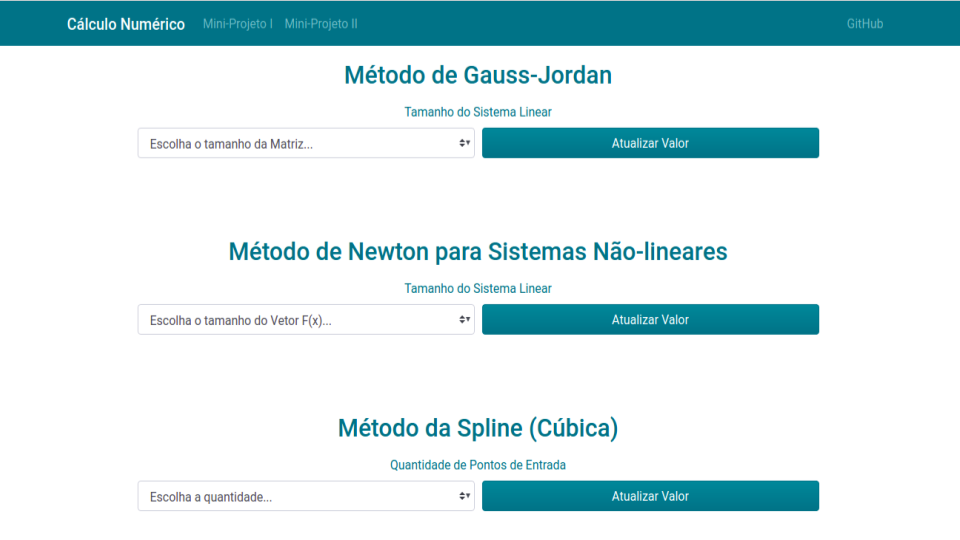 Cálculo Numérico Mini-Projeto I Mini-Projeto II GitHub
Método de Gauss-Jordan
Tamanho do Sistema Linear
Escolha o tamanho da Matriz... Atualizar Valor
Método de Newton para Sistemas Não-lineares
Tamanho do Sistema Linear
Escolha o tamanho do Vetor F(x)... Atualizar Valor
Método da Spline (Cúbica)
Quantidade de Pontos de Entrada
Escolha a quantidade... Atualizar Valor